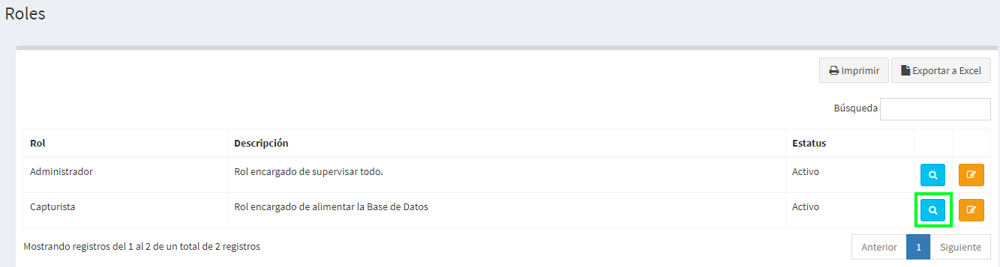 Roles
Imprimir Exportar a Excel
Búsqueda
Rol Descripción Estatus
Administrador Rol encargado de supervisar todo. Activo
Capturista Rol encargado de alimentar la Base de Datos Activo
Mostrando registros del 1 al 2 de un total de 2 registros Anterior 1 Siguiente